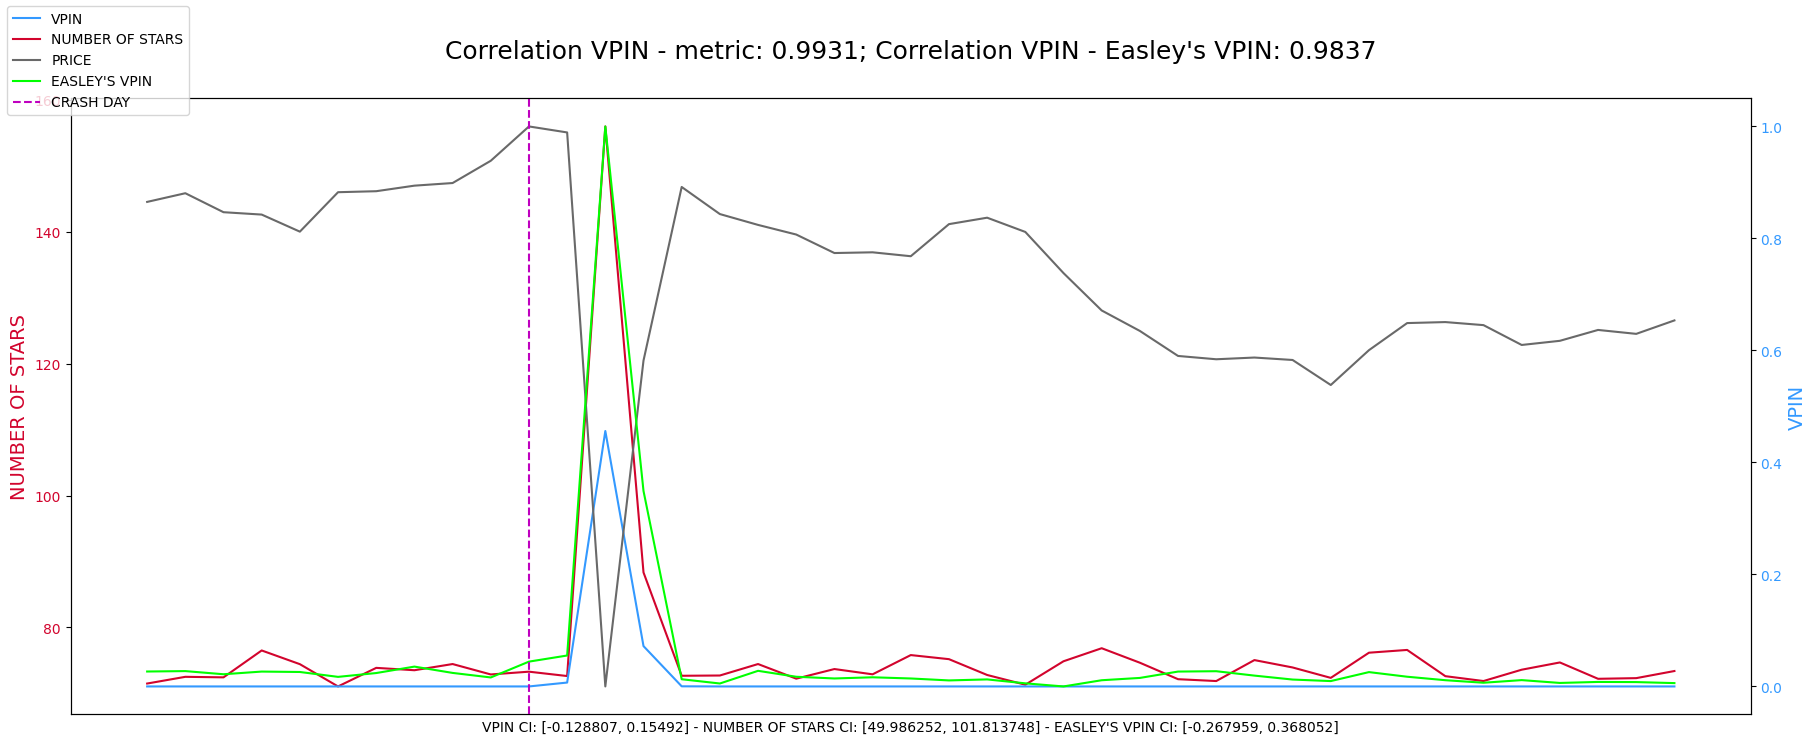 VPIN
NUMBER OF STARS
PRICE
EASLEY'S VPIN
CRASH DAY
Correlation VPIN - metric: 0.9931; Correlation VPIN - Easley's VPIN: 0.9837
NUMBER OF STARS
140
120
100
80
1.0
0.8
0.6
0.4
0.2
0.0
VPIN
VPIN CI: [-0.128807, 0.15492] - NUMBER OF STARS CI: [49.986252, 101.813748] - EASLEY'S VPIN CI: [-0.267959, 0.368052]